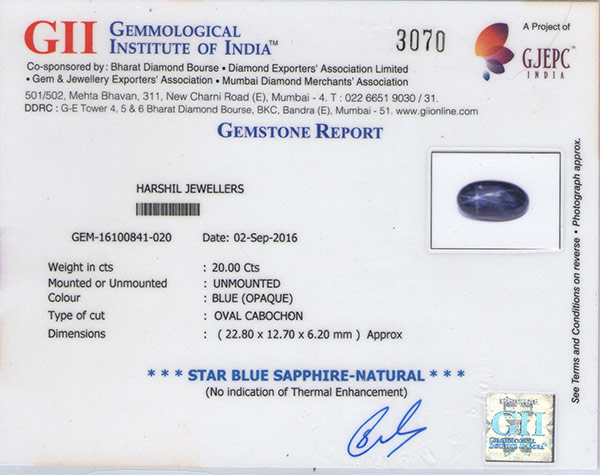 GII GEMMOLOGICAL
INSTITUTE OF INDIA™
3070
A Project of
GJEPC™
INDIA
Co-sponsored by : Bharat Diamond Bourse • Diamond Exporters' Association Limited
• Gem & Jewellery Exporters' Association • Mumbai Diamond Merchants' Association
501/502, Mehta Bhavan, 311, New Charni Road (E), Mumbai - 4. T : 022 6651 9030 / 31.
DDRC : G-E Tower 4, 5 & 6 Bharat Diamond Bourse, BKC, Bandra (E), Mumbai - 51. www.giionline.com
GEMSTONE REPORT
HARSHIL JEWELLERS
GEM-16100841-020 Date: 02-Sep-2016
Weight in cts : 20.00 Cts
Mounted or Unmounted : UNMOUNTED
Colour : BLUE (OPAQUE)
Type of cut : OVAL CABOCHON
Dimensions : ( 22.80 x 12.70 x 6.20 mm ) Approx
* * * STAR BLUE SAPPHIRE-NATURAL * * *
(No indication of Thermal Enhancement)
See Terms and Conditions on reverse • Photograph approx.
GII
GEMMOLOGICAL
INSTITUTE OF INDIA